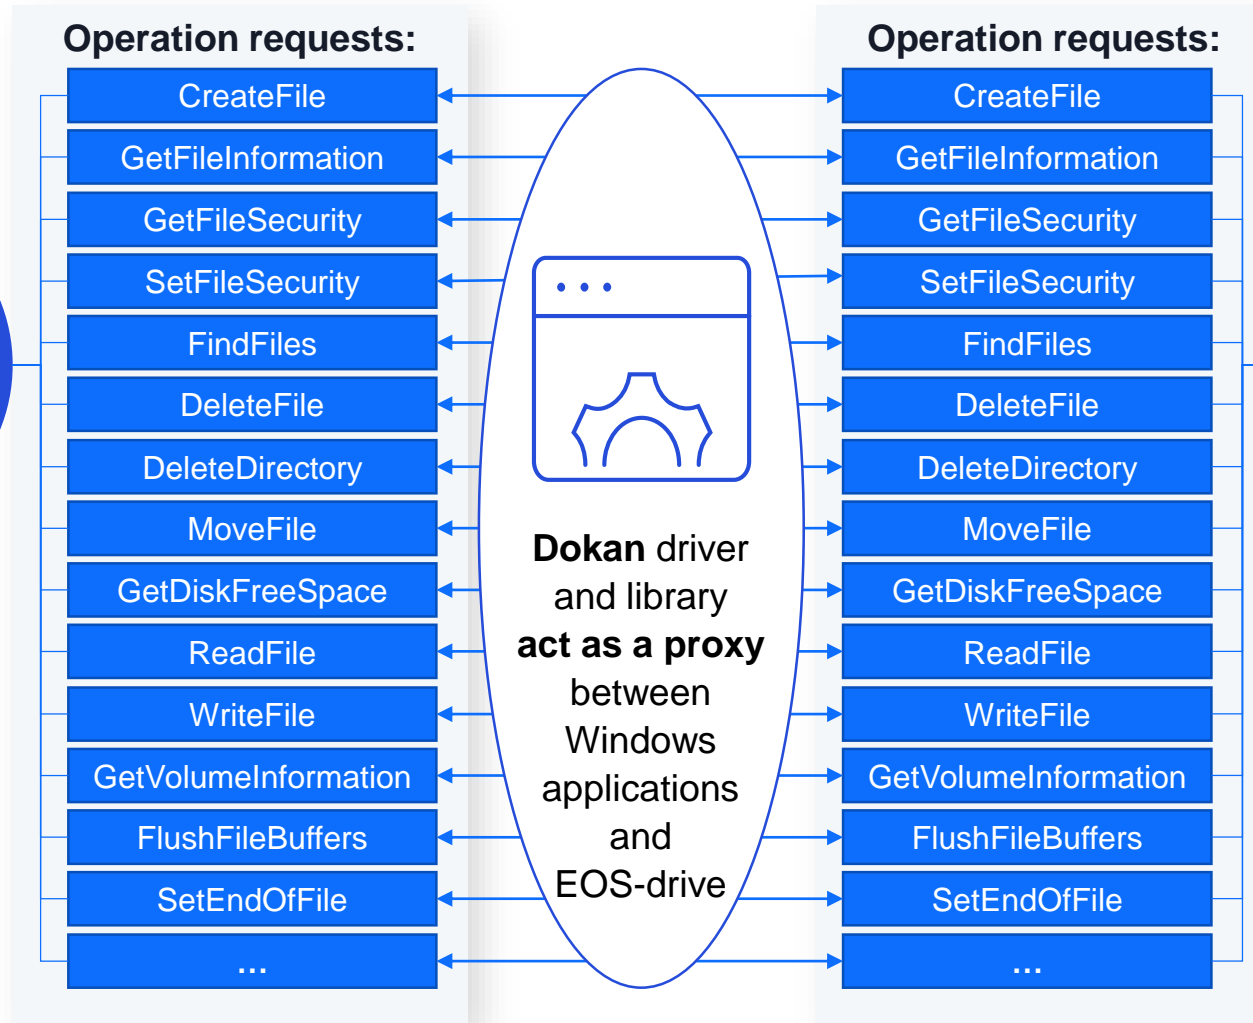 Operation requests:
CreateFile
GetFileInformation
GetFileSecurity
SetFileSecurity
FindFiles
DeleteFile
DeleteDirectory
MoveFile
GetDiskFreeSpace
ReadFile
WriteFile
GetVolumeInformation
FlushFileBuffers
SetEndOfFile
...
Dokan driver
and library
act as a proxy
between
Windows
applications
and
EOS-drive
Operation requests:
CreateFile
GetFileInformation
GetFileSecurity
SetFileSecurity
FindFiles
DeleteFile
DeleteDirectory
MoveFile
GetDiskFreeSpace
ReadFile
WriteFile
GetVolumeInformation
FlushFileBuffers
SetEndOfFile
...